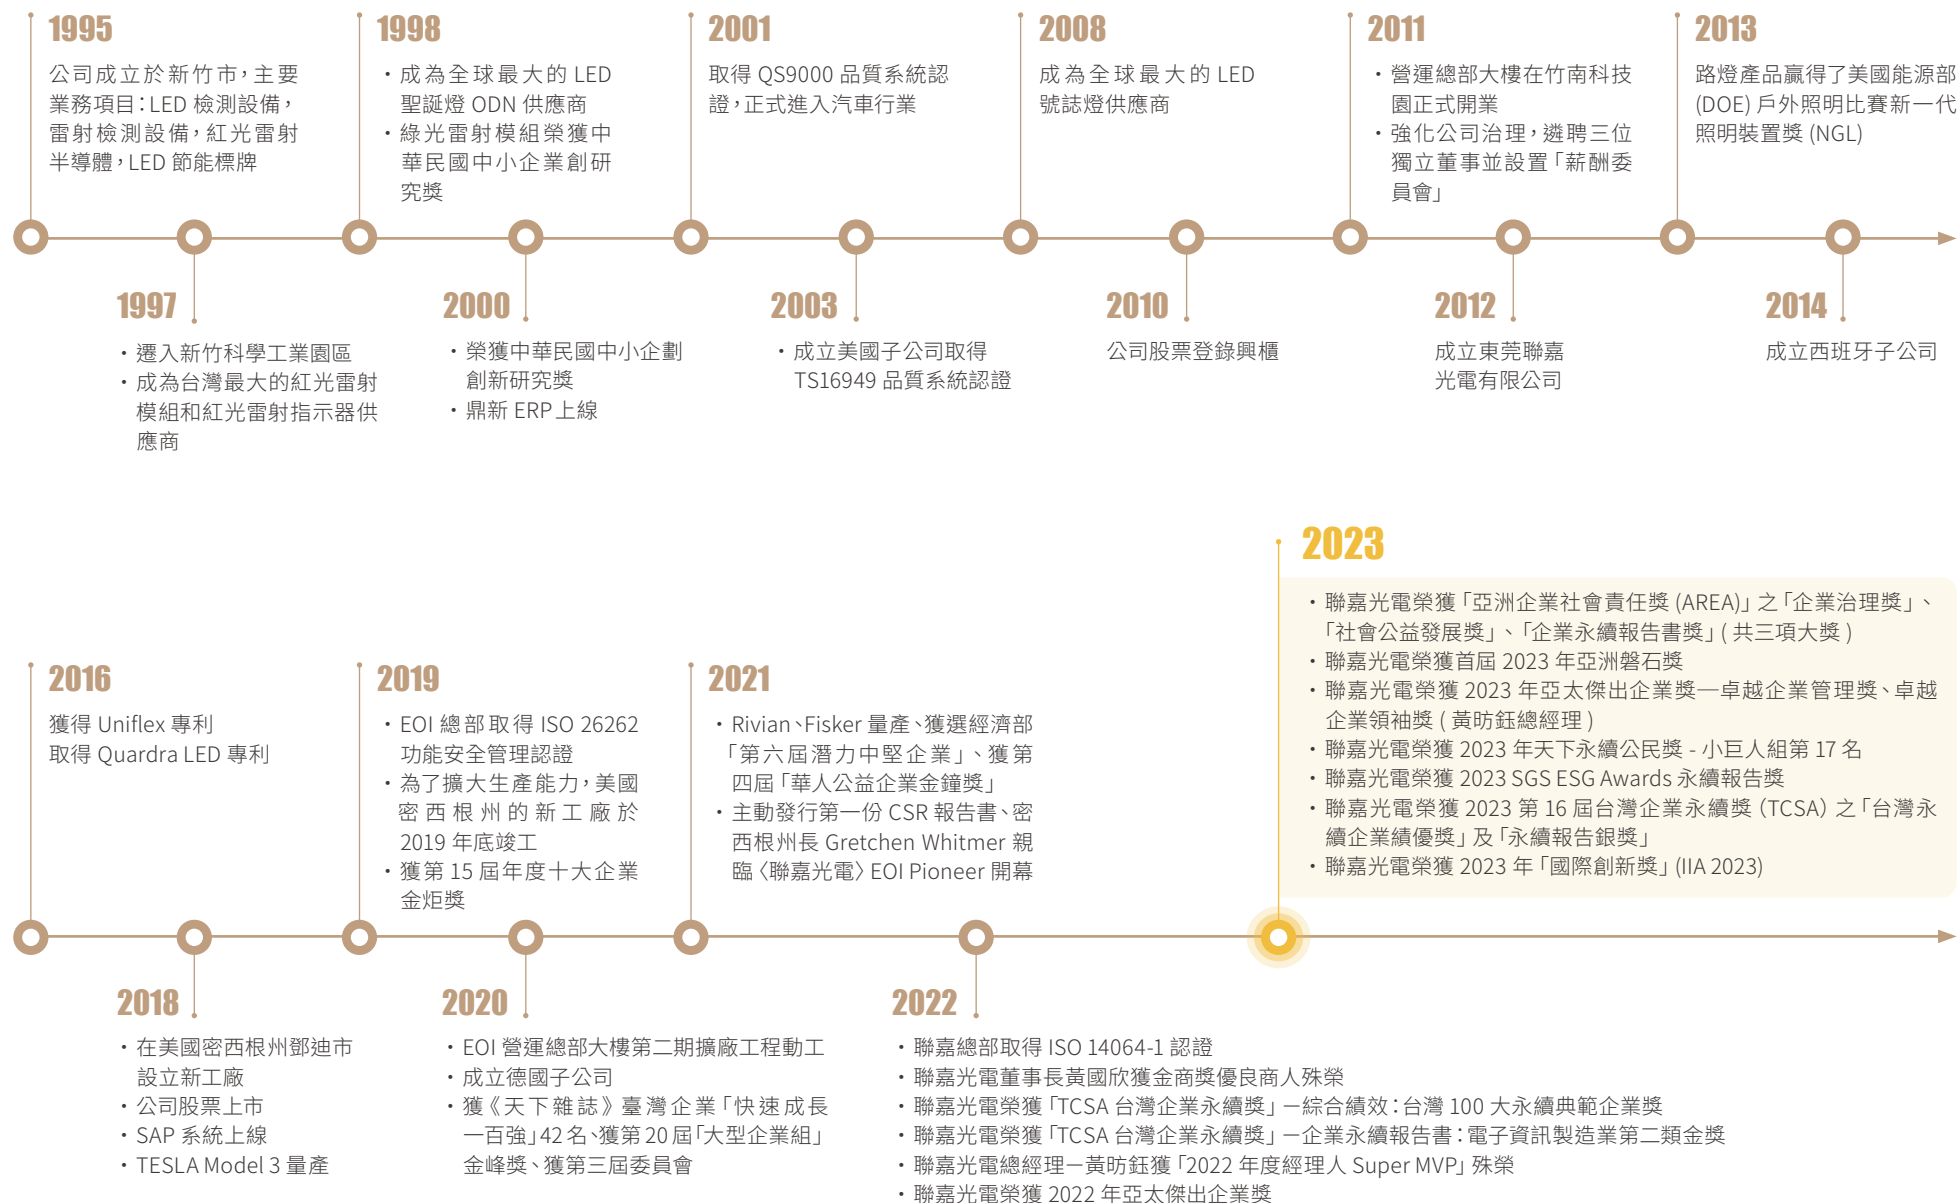 1995
公司成立於新竹市，主要
業務項目：LED 檢測設備，
雷射檢測設備，紅光雷射
半導體，LED 節能標牌
1998
・成為全球最大的 LED
聖誕燈 ODN 供應商
・綠光雷射模組榮獲中
華民國中小企業創研
究獎
2001
取得 QS9000 品質系統認
證，正式進入汽車行業
2008
成為全球最大的 LED
號誌燈供應商
2011
・營運總部大樓在竹南科技
園正式開業
・強化公司治理，遴聘三位
獨立董事並設置「薪酬委
員會」
2013
路燈產品贏得了美國能源部
(DOE) 戶外照明比賽新一代
照明裝置獎 (NGL)
1997
・遷入新竹科學工業園區
・成為台灣最大的紅光雷射
模組和紅光雷射指示器供
應商
2000
・榮獲中華民國中小企劃
創新研究獎
・鼎新 ERP 上線
2003
・成立美國子公司取得
TS16949 品質系統認證
2010
公司股票登錄興櫃
2012
成立東莞聯嘉
光電有限公司
2014
成立西班牙子公司
2016
獲得 Uniflex 專利
取得 Quardra LED 專利
2019
・EOI 總部取得 ISO 26262
功能安全管理認證
・為了擴大生產能力，美國
密西根州的新工廠於
2019 年底竣工
・獲第 15 屆年度十大企業
金炬獎
2021
・Rivian、Fisker 量產、獲選經濟部
「第六屆潛力中堅企業」、獲第
四屆「華人公益企業金鐘獎」
・主動發行第一份 CSR 報告書、密
西根州長 Gretchen Whitmer 親
臨〈聯嘉光電〉EOI Pioneer 開幕
2023
・聯嘉光電榮獲「亞洲企業社會責任獎 (AREA)」之「企業治理獎」、
「社會公益發展獎」、「企業永續報告書獎」( 共三項大獎 )
・聯嘉光電榮獲首屆 2023 年亞洲磐石獎
・聯嘉光電榮獲 2023 年亞太傑出企業獎—卓越企業管理獎、卓越
企業領袖獎 ( 黃昉鈺總經理 )
・聯嘉光電榮獲 2023 年天下永續公民獎 - 小巨人組第 17 名
・聯嘉光電榮獲 2023 SGS ESG Awards 永續報告獎
・聯嘉光電榮獲 2023 第 16 屆台灣企業永續獎（TCSA）之「台灣永
續企業績優獎」及「永續報告銀獎」
・聯嘉光電榮獲 2023 年「國際創新獎」(IIA 2023)
2018
・在美國密西根州鄧迪市
設立新工廠
・公司股票上市
・SAP 系統上線
・TESLA Model 3 量產
2020
・EOI 營運總部大樓第二期擴廠工程動工
・成立德國子公司
・獲《天下雜誌》臺灣企業「快速成長
一百強」42 名、獲第 20 屆「大型企業組」
金峰獎、獲第三屆委員會
2022
・聯嘉總部取得 ISO 14064-1 認證
・聯嘉光電董事長黃國欣獲金商獎優良商人殊榮
・聯嘉光電榮獲「TCSA 台灣企業永續獎」－綜合績效：台灣 100 大永續典範企業獎
・聯嘉光電榮獲「TCSA 台灣企業永續獎」－企業永續報告書：電子資訊製造業第二類金獎
・聯嘉光電總經理－黃昉鈺獲「2022 年度經理人 Super MVP」殊榮
・聯嘉光電榮獲 2022 年亞太傑出企業獎